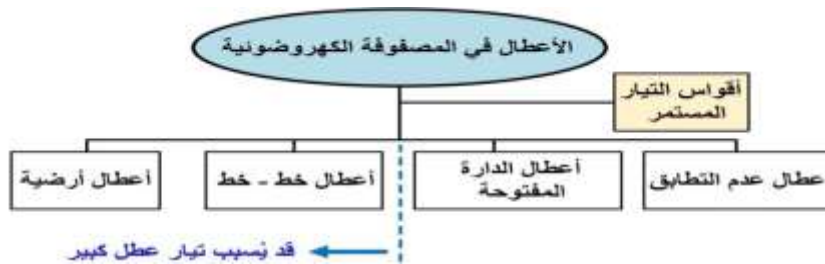 الأعطال في المصفوفة الكهروضوئية
أقواس التيار
المستمر
عطال عدم التطابق
أعطال الدارة
المفتوحة
أعطال خط - خط
أعطال أرضية
قد يُسبب تيار عطل كبير